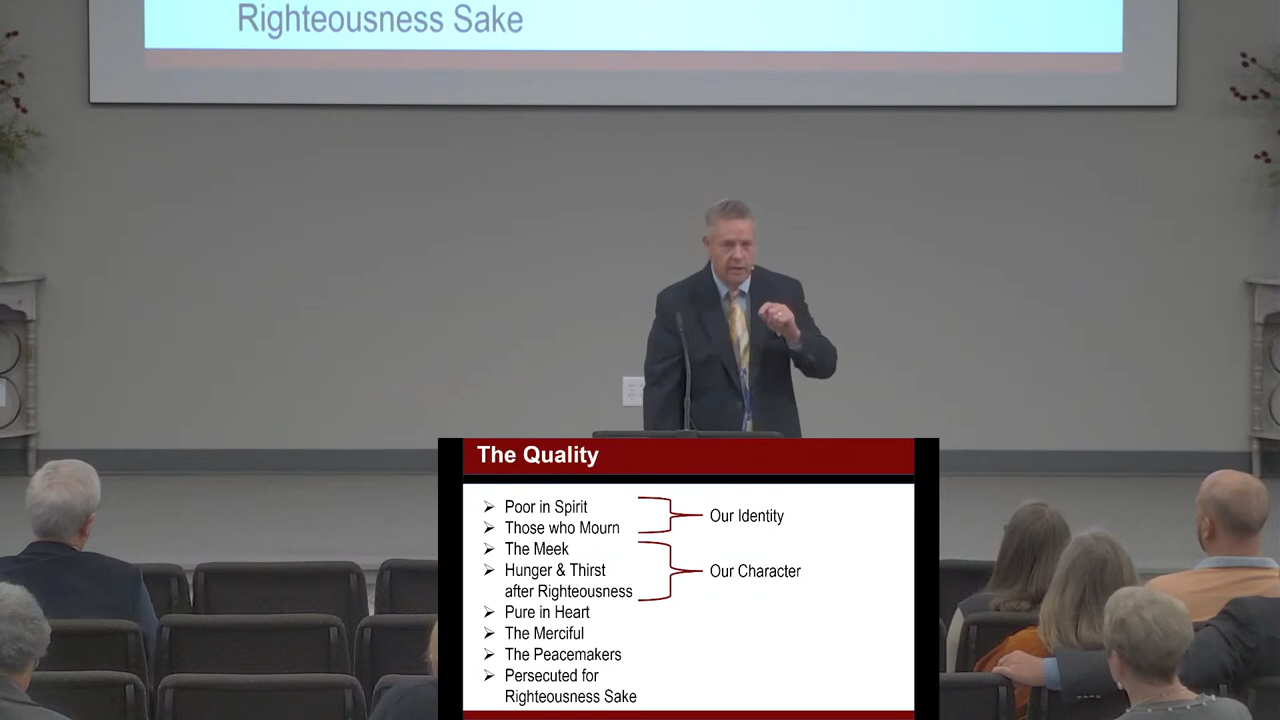 Righteousness Sake
The Quality
➢ Poor in Spirit
➢ Those who Mourn
Our Identity
➢ The Meek
➢ Hunger & Thirst
after Righteousness
Our Character
➢ Pure in Heart
➢ The Merciful
➢ The Peacemakers
➢ Persecuted for
Righteousness Sake